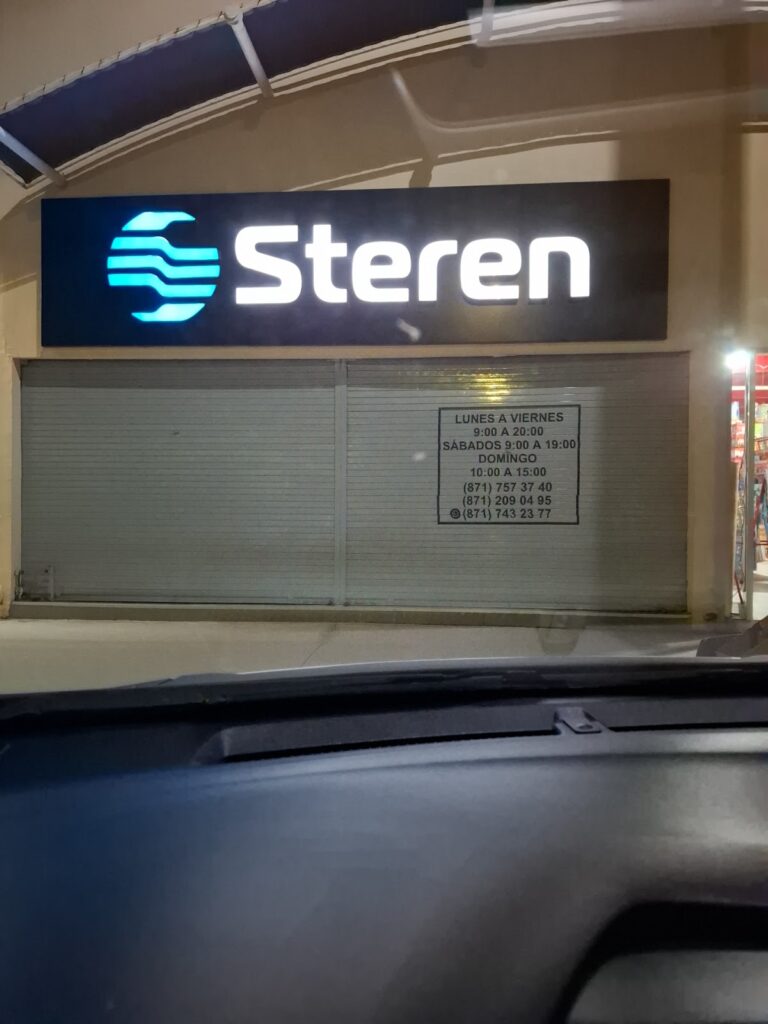 Steren
LUNES A VIERNES
9:00 A 20:00
SÁBADOS 9:00 A 19:00
DOMINGO
10:00 A 15:00
(871) 757 37 40
(871) 209 04 95
(871) 743 23 77